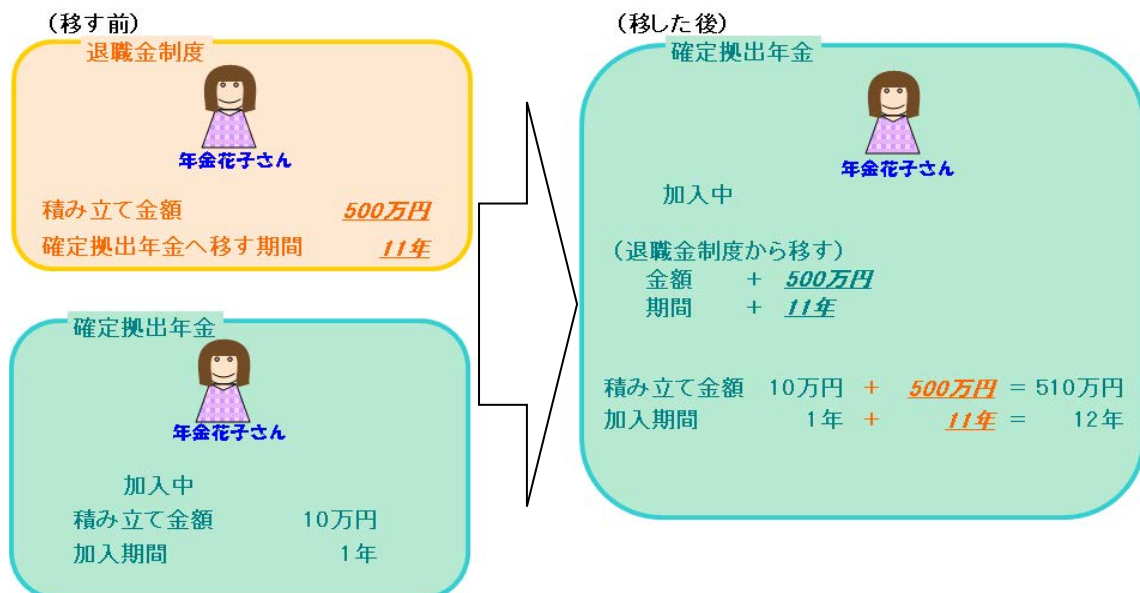 (移す前)
退職金制度
年金花子さん
積み立て金額 500万円
確定拠出年金へ移す期間 11年
確定拠出年金
年金花子さん
加入中
積み立て金額 10万円
加入期間 1年
(移した後)
確定拠出年金
年金花子さん
加入中
(退職金制度から移す)
金額 + 500万円
期間 + 11年
積み立て金額 10万円 + 500万円 = 510万円
加入期間 1年 + 11年 = 12年